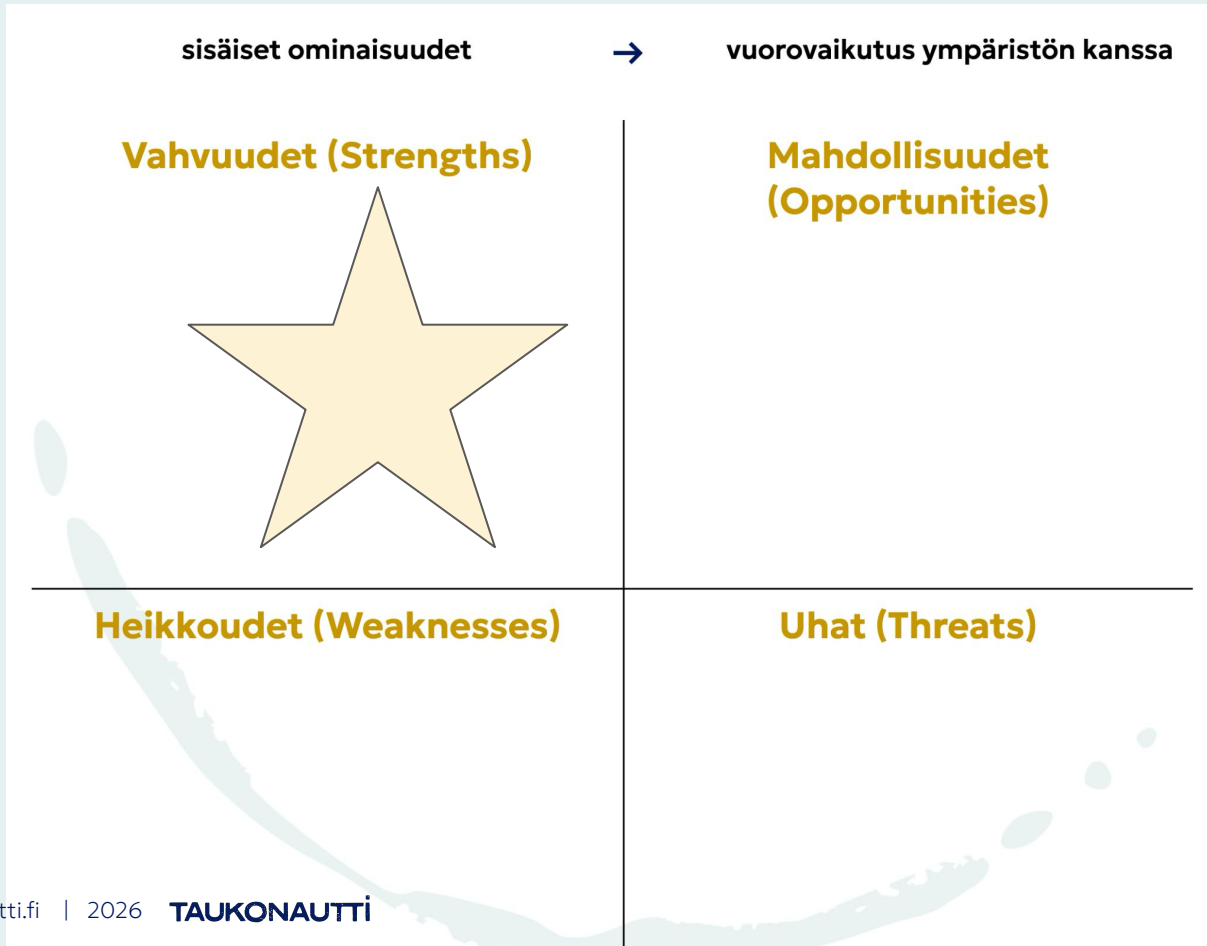 sisäiset ominaisuudet → vuorovaikutus ympäristön kanssa
Vahvuudet (Strengths)
Mahdollisuudet
(Opportunities)
Heikkoudet (Weaknesses)
Uhat (Threats)
tti.fi | 2026 TAUKONAUTTI